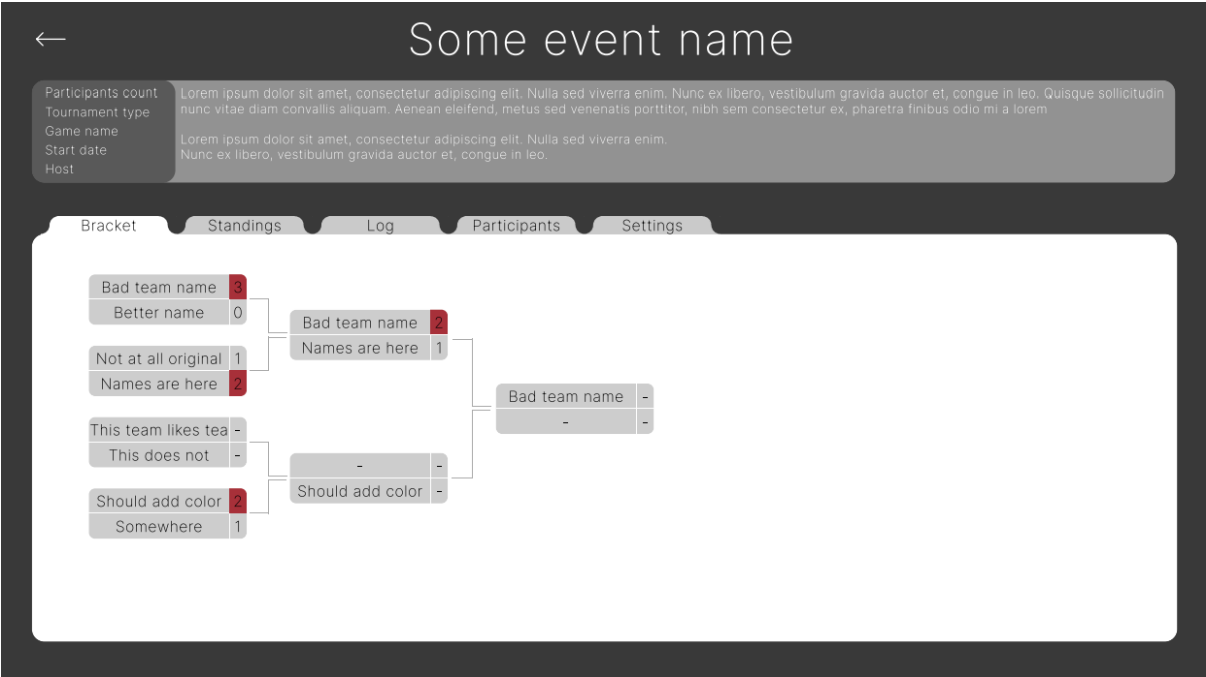 Some event name
Participants count
Tournament type
Game name
Start date
Host
Lorem ipsum dolor sit amet, consectetur adipiscing elit. Nulla sed viverra enim. Nunc ex libero, vestibulum gravida auctor et, congue in leo. Quisque sollicitudin
nunc vitae diam convallis aliquam. Aenean eleifend, metus sed venenatis porttitor, nibh sem consectetur ex, pharetra finibus odio mi a lorem
Lorem ipsum dolor sit amet, consectetur adipiscing elit. Nulla sed viverra enim.
Nunc ex libero, vestibulum gravida auctor et, congue in leo.
Bracket Standings Log Participants Settings
Bad team name 3
Better name 0
Not at all original 1
Names are here 2
This team likes tea -
This does not -
Should add color 2
Somewhere 1
Bad team name 2
Names are here 1
- -
Should add color -
Bad team name -
- -